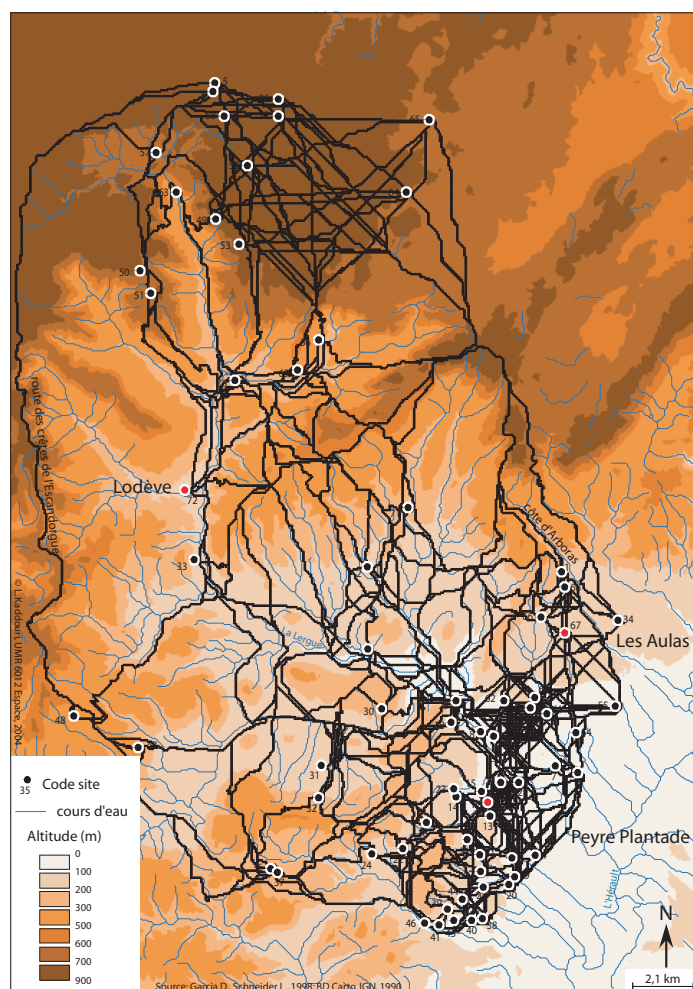 65
49
53
50
51
route des crêtes de l'Escandorgue
Lodève
72
Côte d'Arboras
33
67
34
Les Aulas
La Lergue
© L.Kaddouri, UMR 6012 Espace, 2004.
30
55
48
31
32
14
13
Peyre Plantade
24
20
L'Hérault
46
41
40
38
35 Code site
cours d'eau
Altitude (m)
0
100
200
300
500
600
700
900
N
2,1 km
Source: Garcia D., Schneider L., 1998; BD Carto IGN, 1990